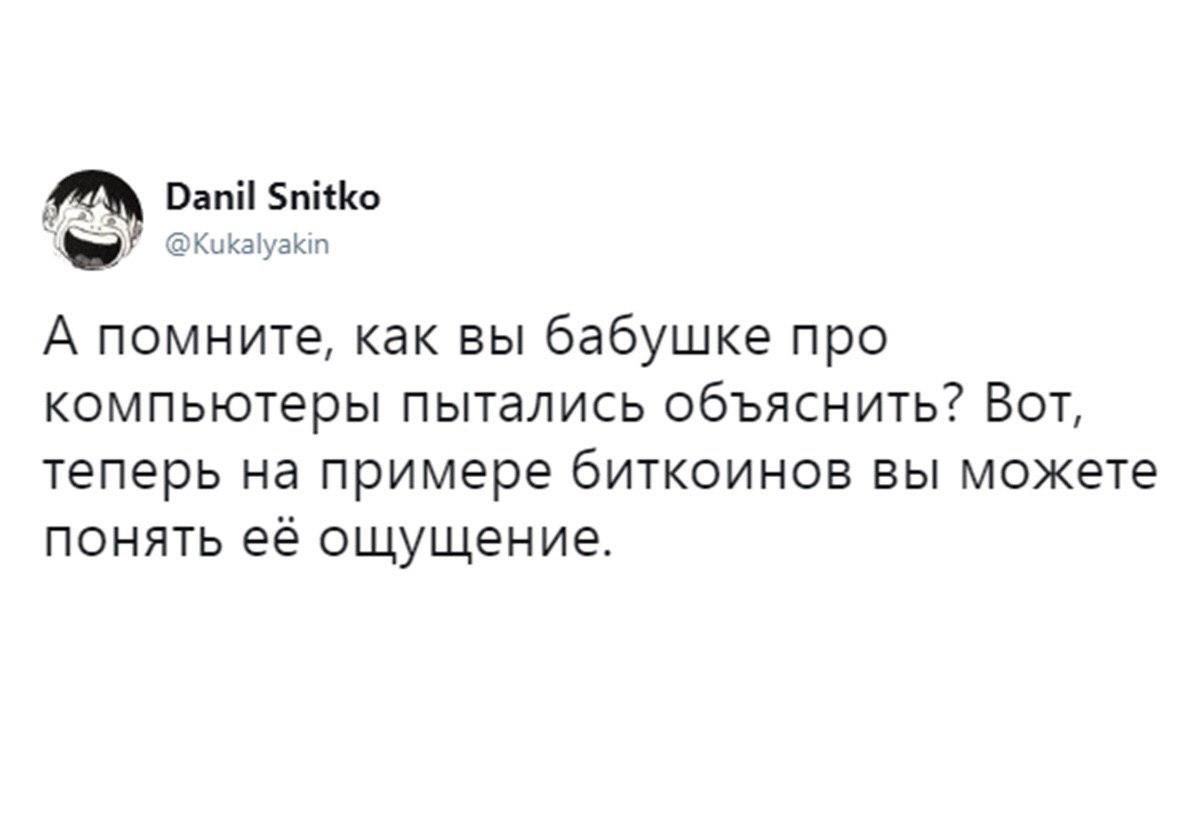 Danil Snitko
@Kukalyakin
А помните, как вы бабушке про
компьютеры пытались объяснить? Вот,
теперь на примере биткоинов вы можете
понять её ощущение.